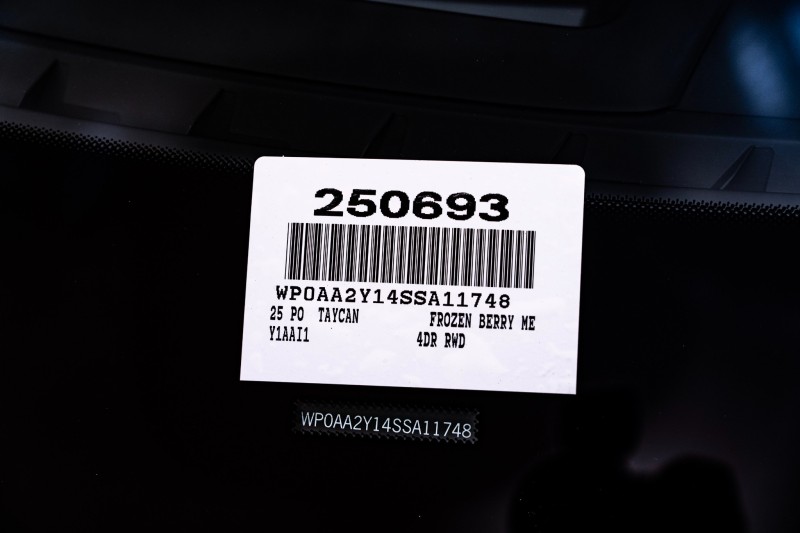 250693
WP0AA2Y14SSA11748
25 PO TAYCAN FROZEN BERRY ME
Y1AAI1 4DR RWD
WP0AA2Y14SSA11748